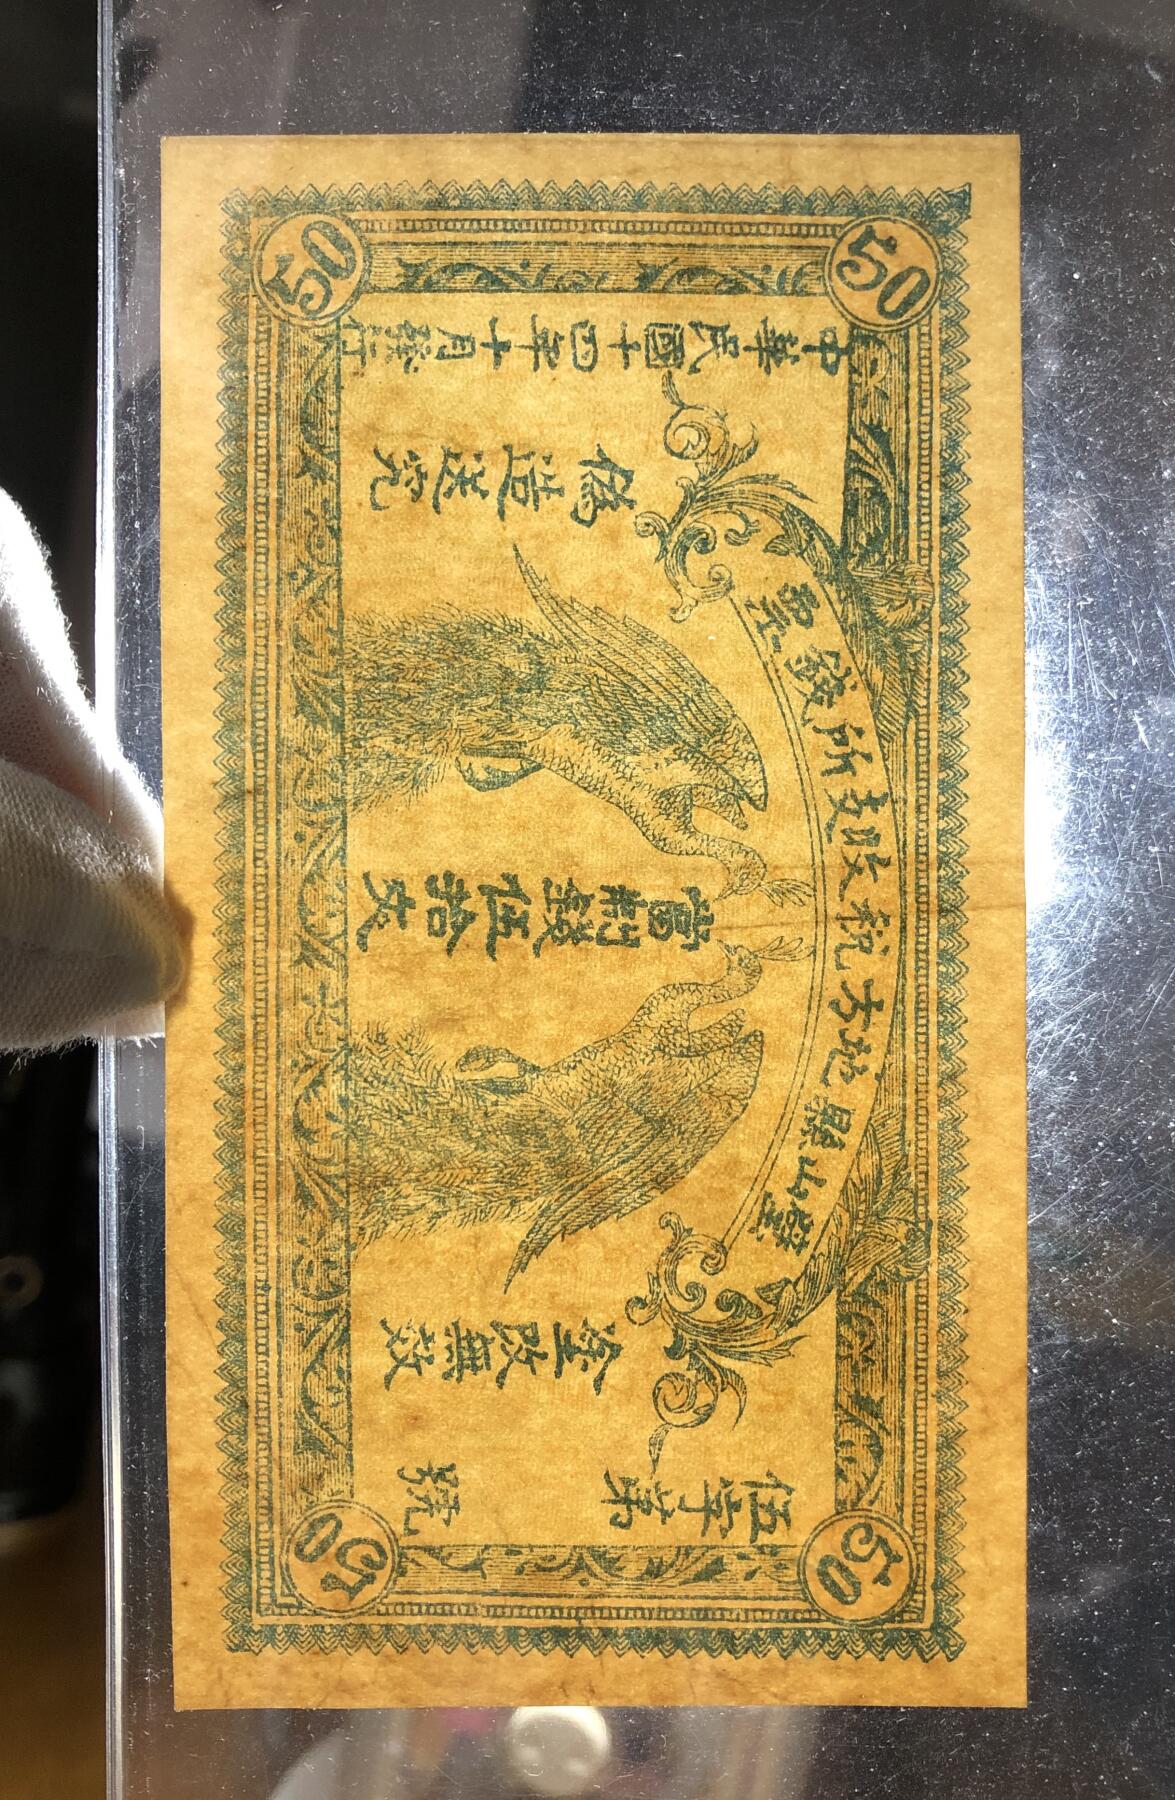 50
50
璧山縣地方稅收支所錢票
伍字第 號
塗改無效
當制錢伍拾文
偽造送究
中華民國十四年十月發行
50
50